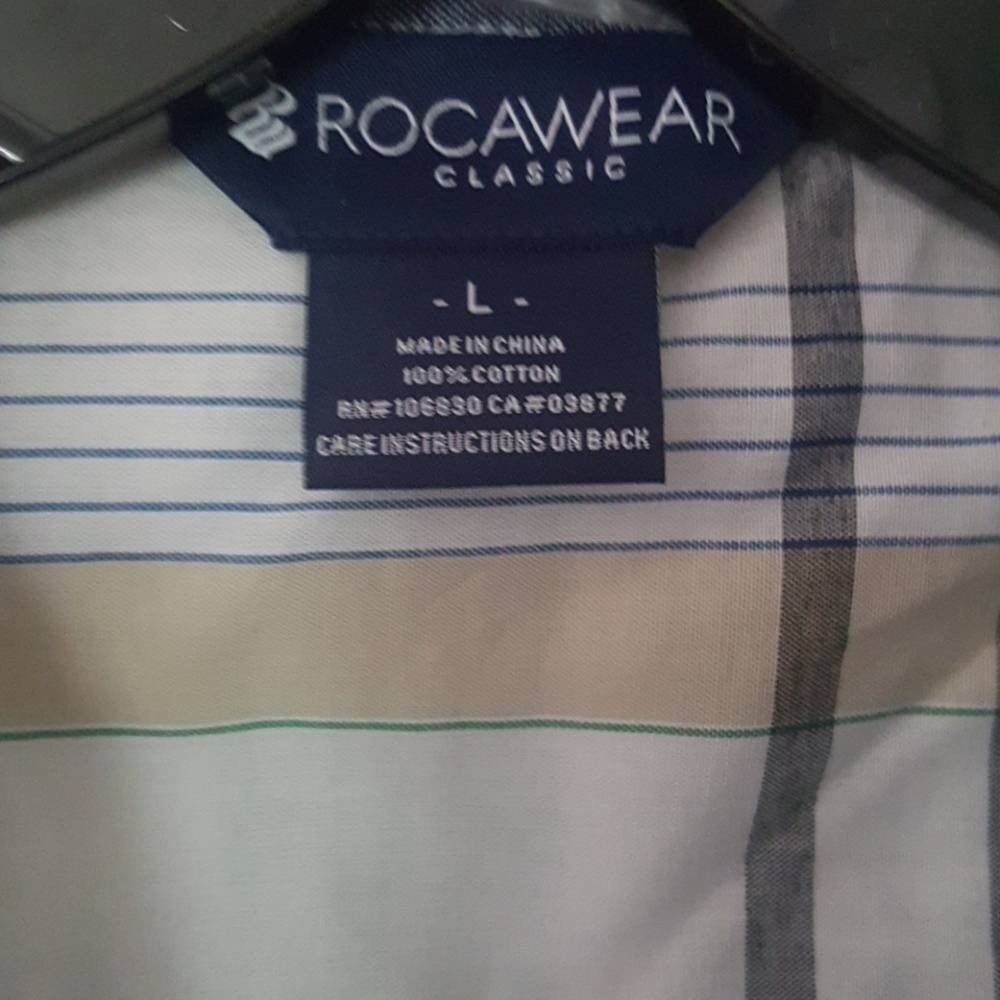 ROCAWEAR
CLASSIC
- L -
MADE IN CHINA
100% COTTON
RN#106830 CA#03877
CARE INSTRUCTIONS ON BACK